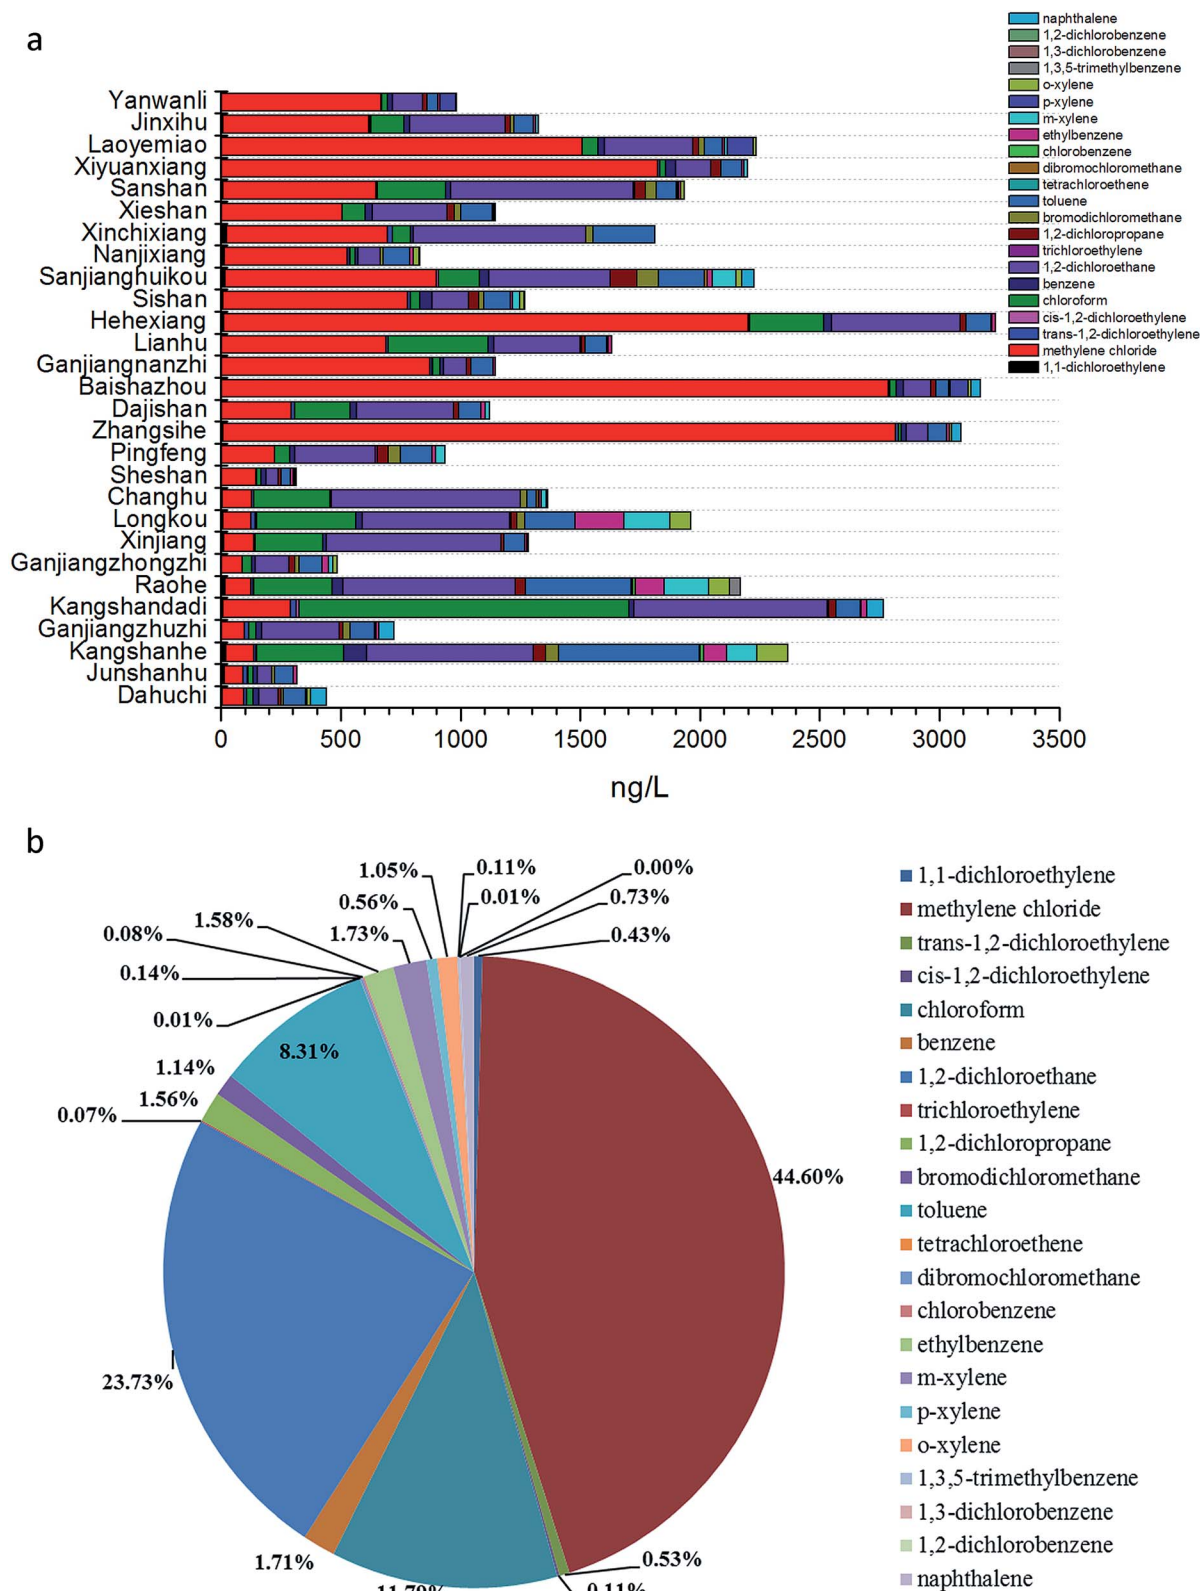 a
naphthalene
1,2-dichlorobenzene
1,3-dichlorobenzene
1,3,5-trimethylbenzene
o-xylene
p-xylene
m-xylene
ethylbenzene
chlorobenzene
dibromochloromethane
tetrachloroethene
toluene
bromodichloromethane
1,2-dichloropropane
trichloroethylene
1,2-dichloroethane
benzene
chloroform
cis-1,2-dichloroethylene
trans-1,2-dichloroethylene
methylene chloride
1,1-dichloroethylene
Yanwanli
Jinxihu
Laoyemiao
Xiyuanxiang
Sanshan
Xieshan
Xinchixiang
Nanjixiang
Sanjianghuikou
Sishan
Hehexiang
Lianhu
Ganjiangnanzhi
Baishazhou
Dajishan
Zhangsihe
Pingfeng
Sheshan
Changhu
Longkou
Xinjiang
Ganjiangzhongzhi
Raohe
Kangshandadi
Ganjiangzhuzhi
Kangshanhe
Junshanhu
Dahuchi
0 500 1000 1500 2000 2500 3000 3500
ng/L
b
1.05%
0.11%
0.00%
0.56%
0.01%
0.73%
1.58%
1.73%
0.43%
0.08%
0.14%
0.01%
8.31%
1.14%
1.56%
0.07%
44.60%
23.73%
1.71%
11.79%
0.53%
0.11%
1,1-dichloroethylene
methylene chloride
trans-1,2-dichloroethylene
cis-1,2-dichloroethylene
chloroform
benzene
1,2-dichloroethane
trichloroethylene
1,2-dichloropropane
bromodichloromethane
toluene
tetrachloroethene
dibromochloromethane
chlorobenzene
ethylbenzene
m-xylene
p-xylene
o-xylene
1,3,5-trimethylbenzene
1,3-dichlorobenzene
1,2-dichlorobenzene
naphthalene